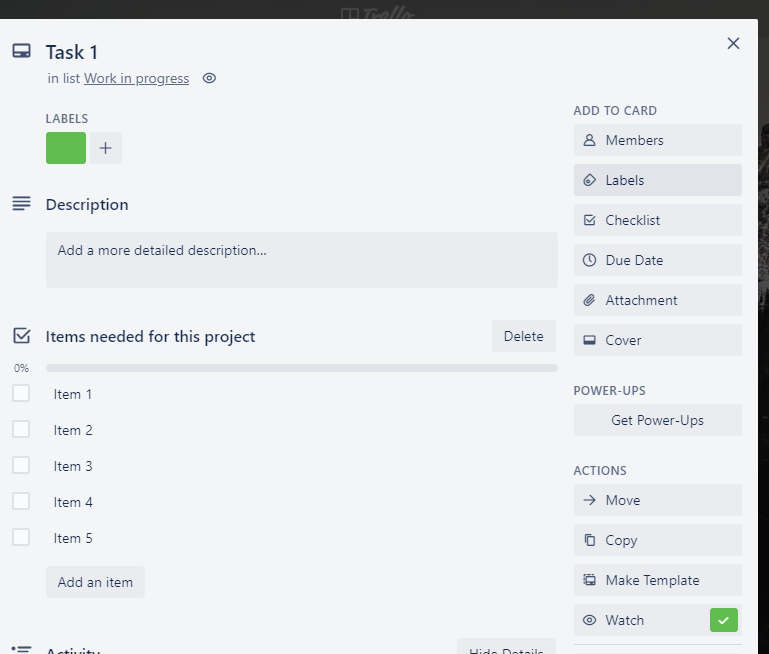 Trello
Task 1
in list Work in progress
LABELS
Description
Add a more detailed description...
Items needed for this project
Delete
0%
Item 1
Item 2
Item 3
Item 4
Item 5
Add an item
Activity
Hide Details
ADD TO CARD
Members
Labels
Checklist
Due Date
Attachment
Cover
POWER-UPS
Get Power-Ups
ACTIONS
Move
Copy
Make Template
Watch